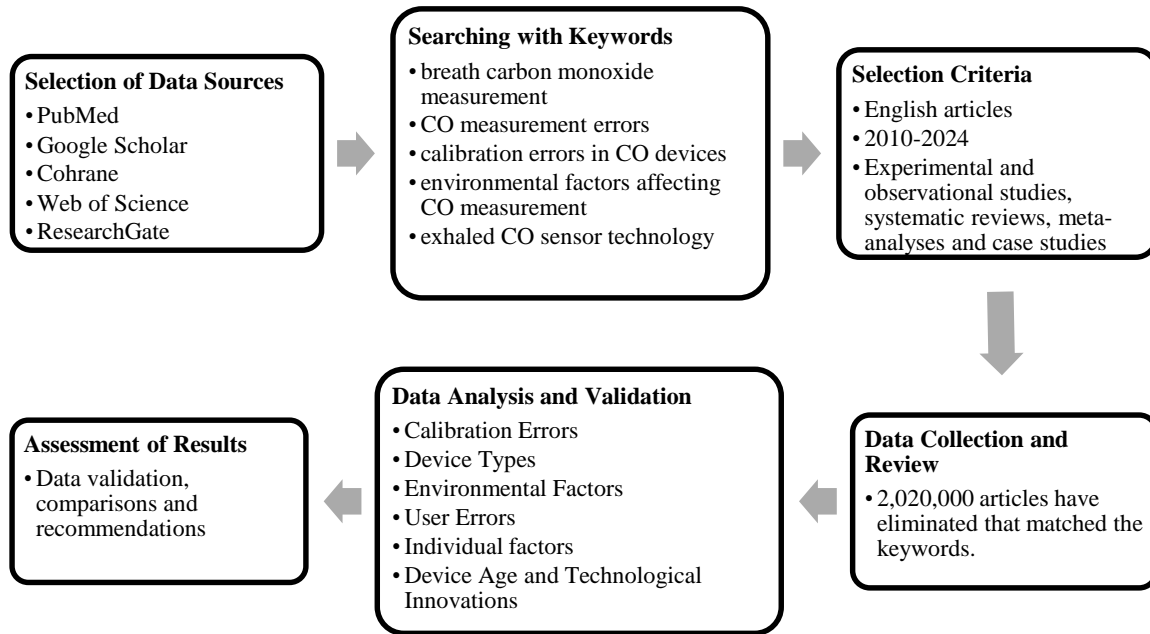 Selection of Data Sources
• PubMed
• Google Scholar
• Cohrane
• Web of Science
• ResearchGate
Searching with Keywords
• breath carbon monoxide
measurement
• CO measurement errors
• calibration errors in CO devices
• environmental factors affecting
CO measurement
• exhaled CO sensor technology
Selection Criteria
• English articles
• 2010-2024
• Experimental and
observational studies,
systematic reviews, meta-
analyses and case studies
Data Collection and
Review
• 2,020,000 articles have
eliminated that matched the
keywords.
Data Analysis and Validation
• Calibration Errors
• Device Types
• Environmental Factors
• User Errors
• Individual factors
• Device Age and Technological
Innovations
Assessment of Results
• Data validation,
comparisons and
recommendations